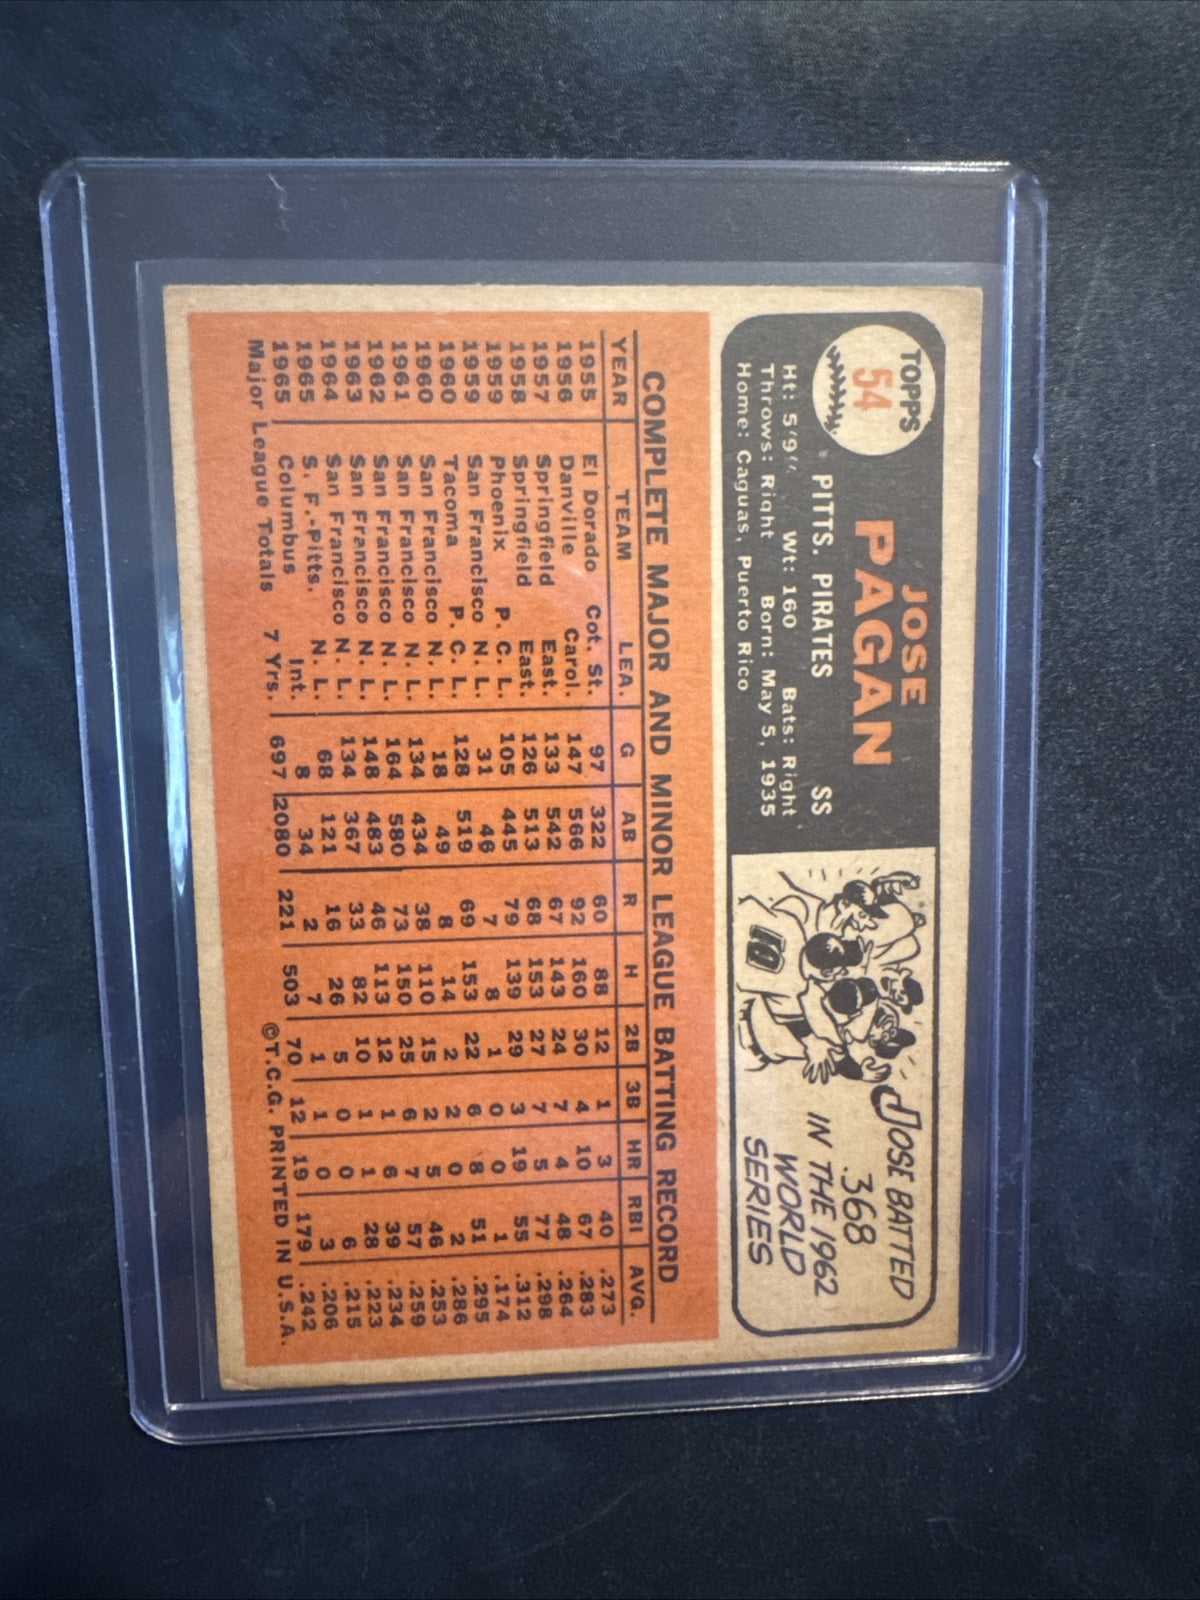 TOPPS
54
JOSE
PAGAN
PITTS. PIRATES SS
Ht: 5'9" Wt: 160 Bats: Right
Throws: Right Born: May 5, 1935
Home: Caguas, Puerto Rico
10
JOSE BATTED
.368
IN THE 1962
WORLD
SERIES
COMPLETE MAJOR AND MINOR LEAGUE BATTING RECORD
YEAR TEAM LEA. G AB R H 2B 3B HR RBI AVG.
1955 El Dorado Cot. St. 97 322 60 88 12 1 3 40 .273
1956 Danville Carol. 147 566 92 160 30 4 10 67 .283
1957 Springfield East. 133 542 67 143 24 7 4 48 .264
1958 Springfield East. 126 513 68 153 27 7 5 77 .298
1959 Phoenix P. C. L. 105 445 79 139 29 3 19 55 .312
1959 San Francisco N. L. 31 46 7 8 1 0 0 1 .174
1960 Tacoma P. C. L. 128 519 69 153 22 6 8 51 .295
1960 San Francisco N. L. 18 49 8 14 2 2 0 2 .286
1961 San Francisco N. L. 134 434 38 110 15 2 5 46 .253
1962 San Francisco N. L. 164 580 73 150 25 6 7 57 .259
1963 San Francisco N. L. 148 483 46 113 12 1 6 39 .234
1964 San Francisco N. L. 134 367 33 82 10 1 1 28 .223
1965 S. F.-Pitts. N. L. 68 121 16 26 5 0 0 6 .215
1965 Columbus Int. 8 34 2 7 1 1 0 3 .206
Major League Totals 7 Yrs. 697 2080 221 503 70 12 19 179 .242
©T.C.G. PRINTED IN U.S.A.